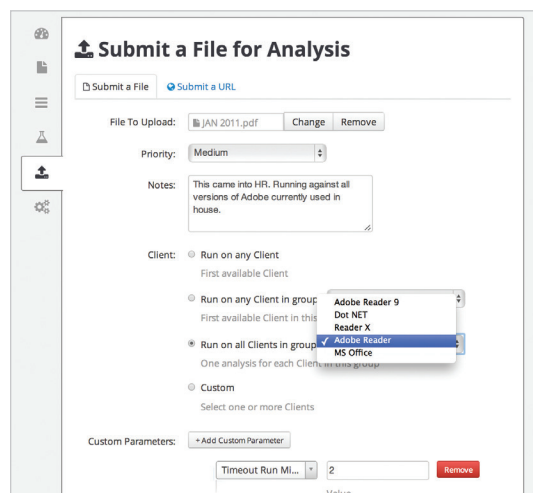 Submit a File for Analysis
Submit a File
Submit a URL
File To Upload:
JAN 2011.pdf
Change
Remove
Priority:
Medium
Notes:
This came into HR. Running against all
versions of Adobe currently used in
house.
Client:
Run on any Client
First available Client
Run on any Client in group
First available Client in this
Adobe Reader 9
Dot NET
Reader X
✓ Adobe Reader
MS Office
Run on all Clients in group
One analysis for each Client in this group
Custom
Select one or more Clients
Custom Parameters:
+ Add Custom Parameter
Timeout Run Mi...
2
Remove
Value